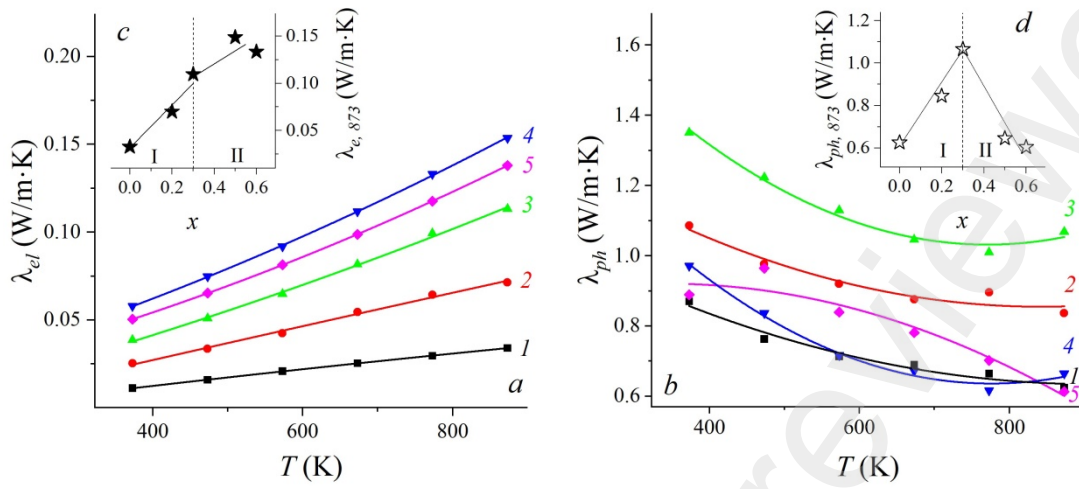 c
0.20
0.15
0.10
0.05
λel (W/m·K)
0.15
0.10
0.05
λe, 873 (W/m·K)
I II
0.0 0.2 0.4 0.6
x
4
5
3
2
1
a
400 600 800
T (K)
1.6
1.4
1.2
1.0
0.8
0.6
λph (W/m·K)
d
1.0
0.8
0.6
λph, 873 (W/m·K)
I II
0.0 0.2 0.4 0.6
x
3
2
4
1
5
b
400 600 800
T (K)